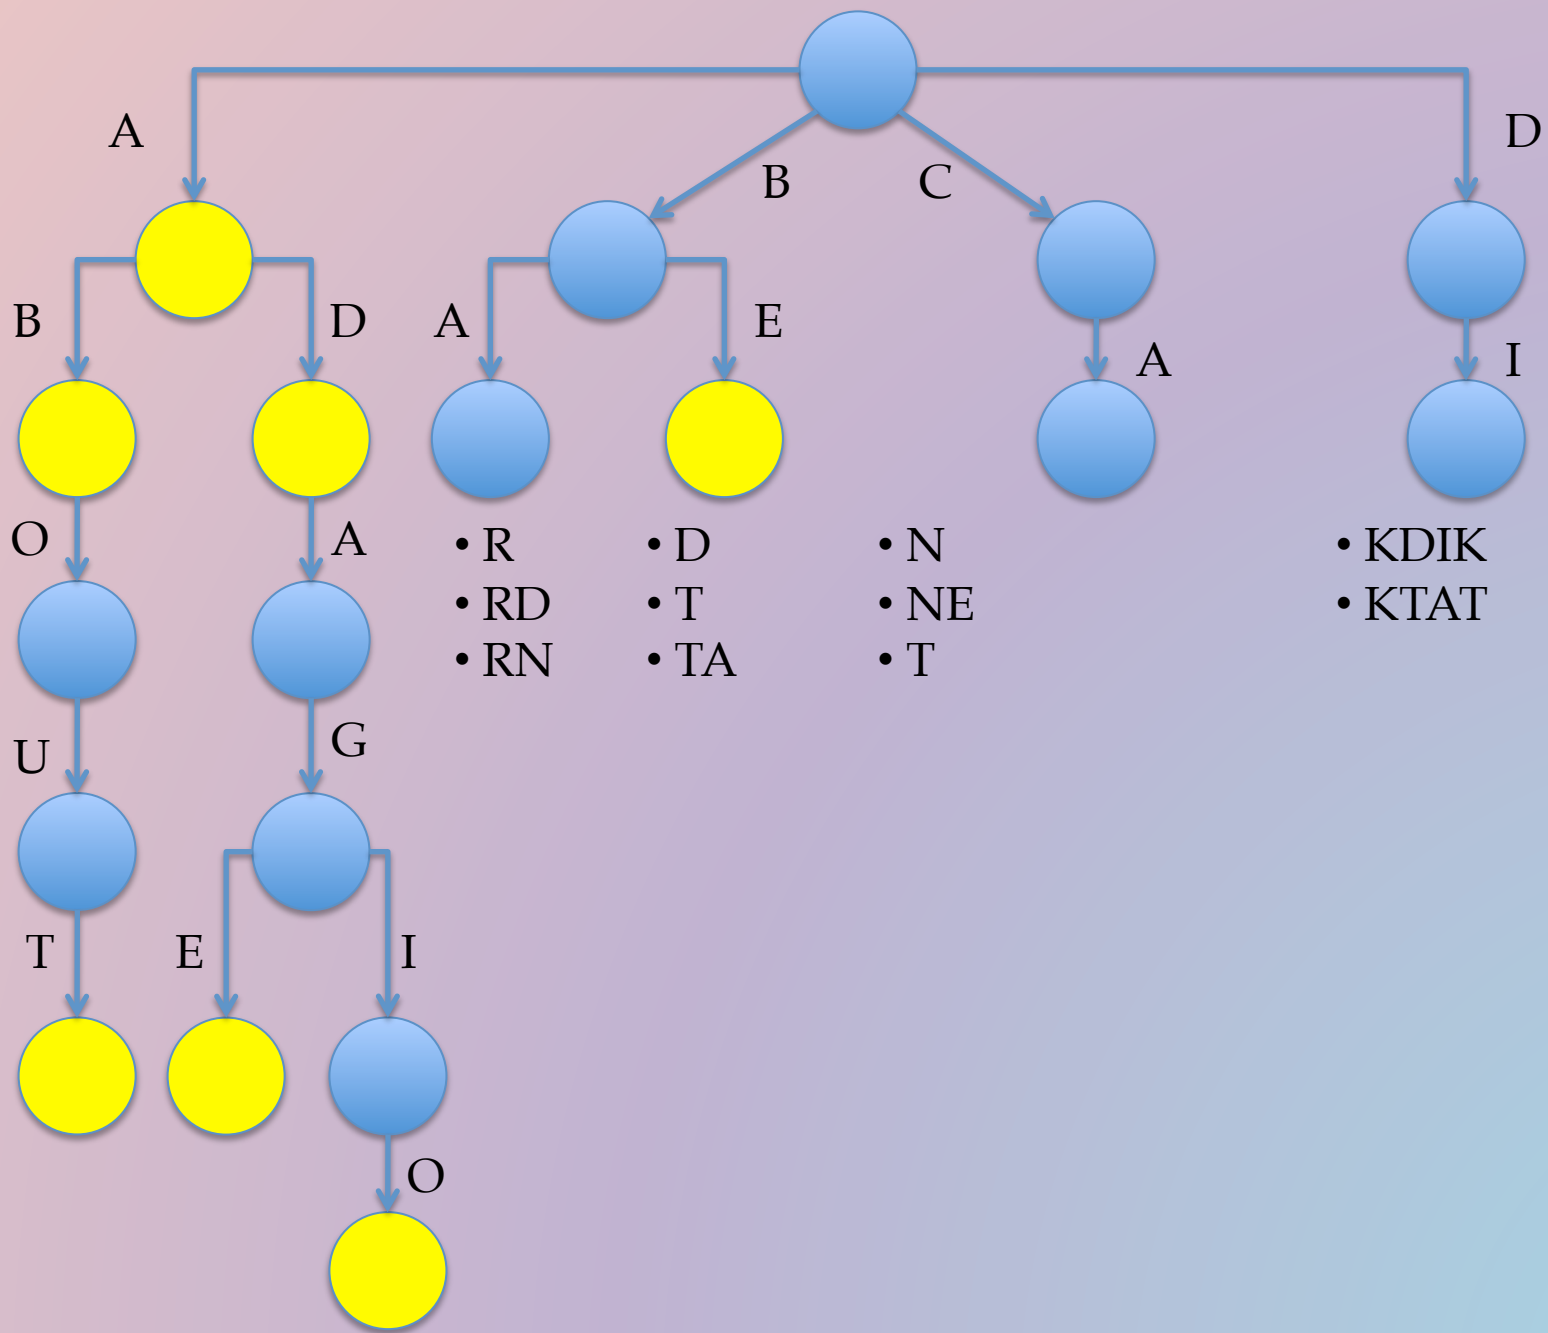 A
B
C
D
B
D
A
E
A
I
O
A
• R
• RD
• RN
• D
• T
• TA
• N
• NE
• T
• KDIK
• KTAT
U
G
T
E
I
O